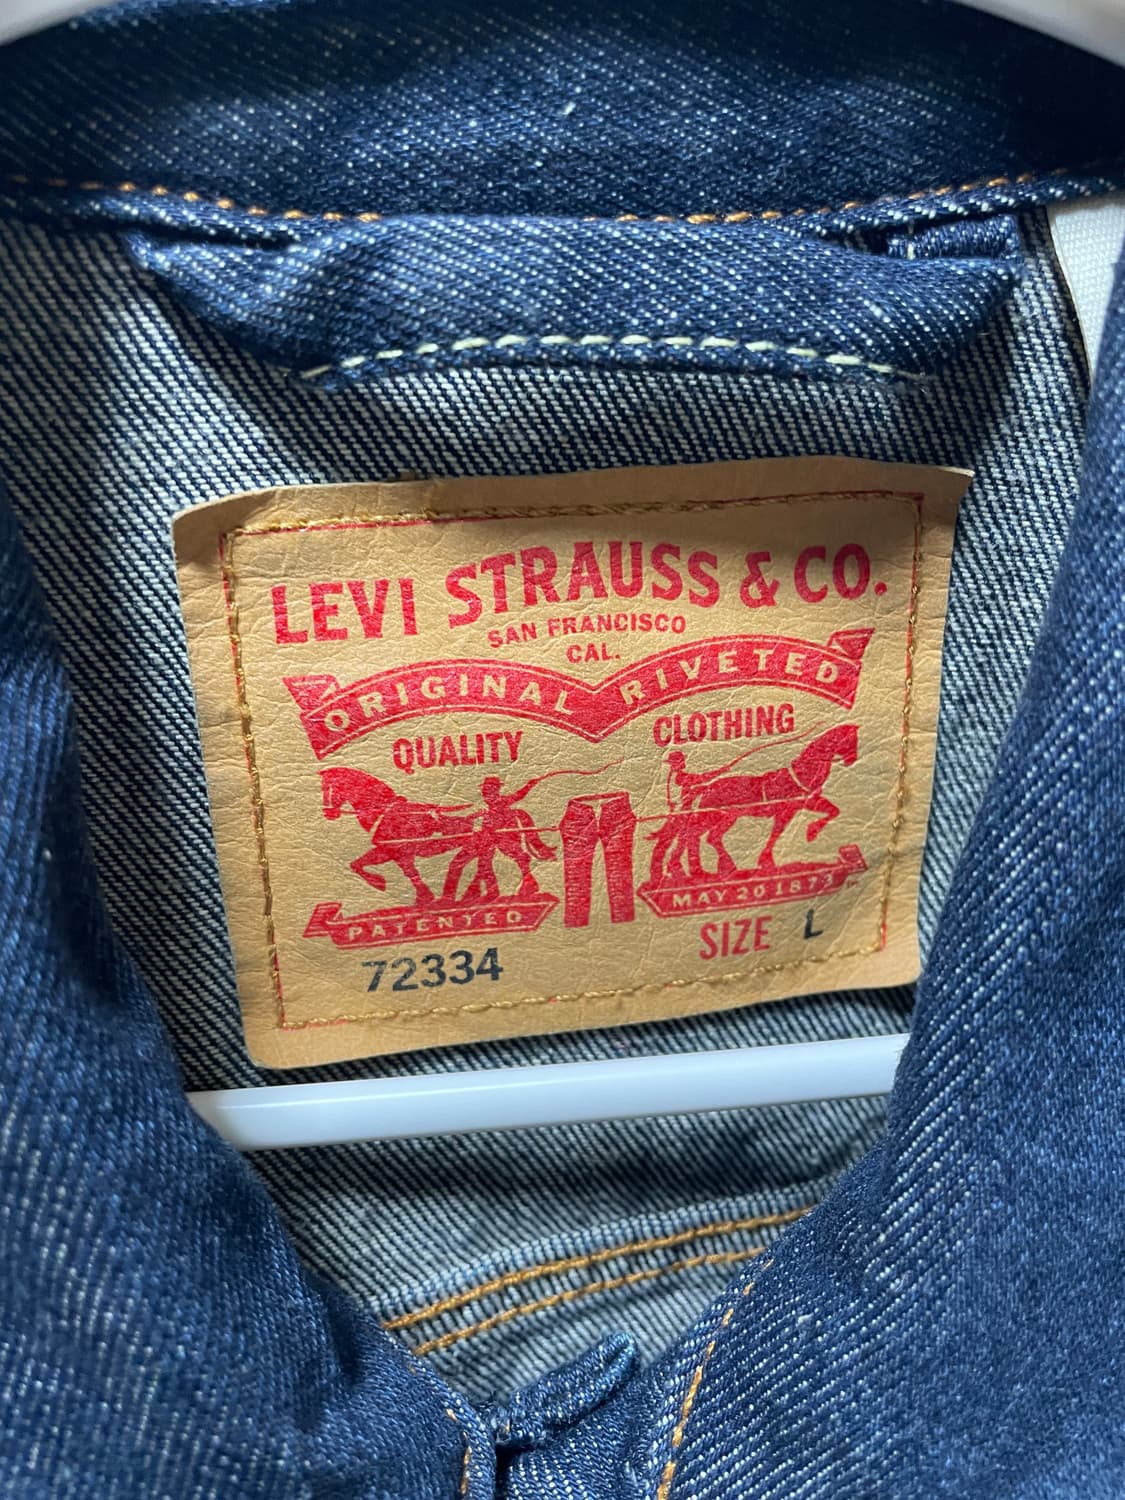 LEVI STRAUSS & CO.
SAN FRANCISCO
CAL.
ORIGINAL RIVETED
QUALITY CLOTHING
PATENTED MAY 20 1873
72334 SIZE L